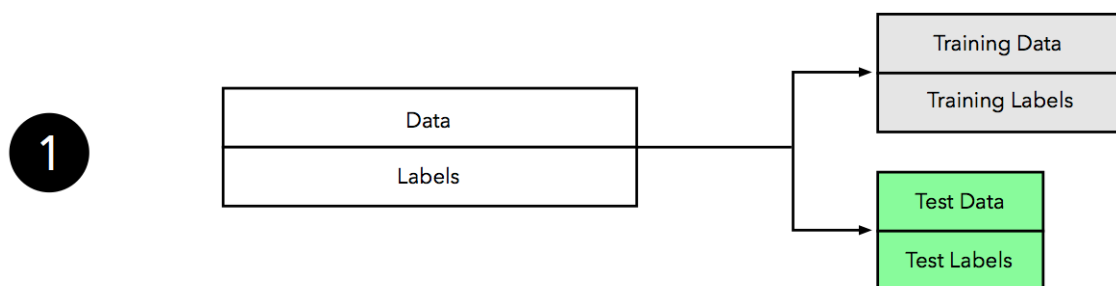 1
Data
Labels
Training Data
Training Labels
Test Data
Test Labels